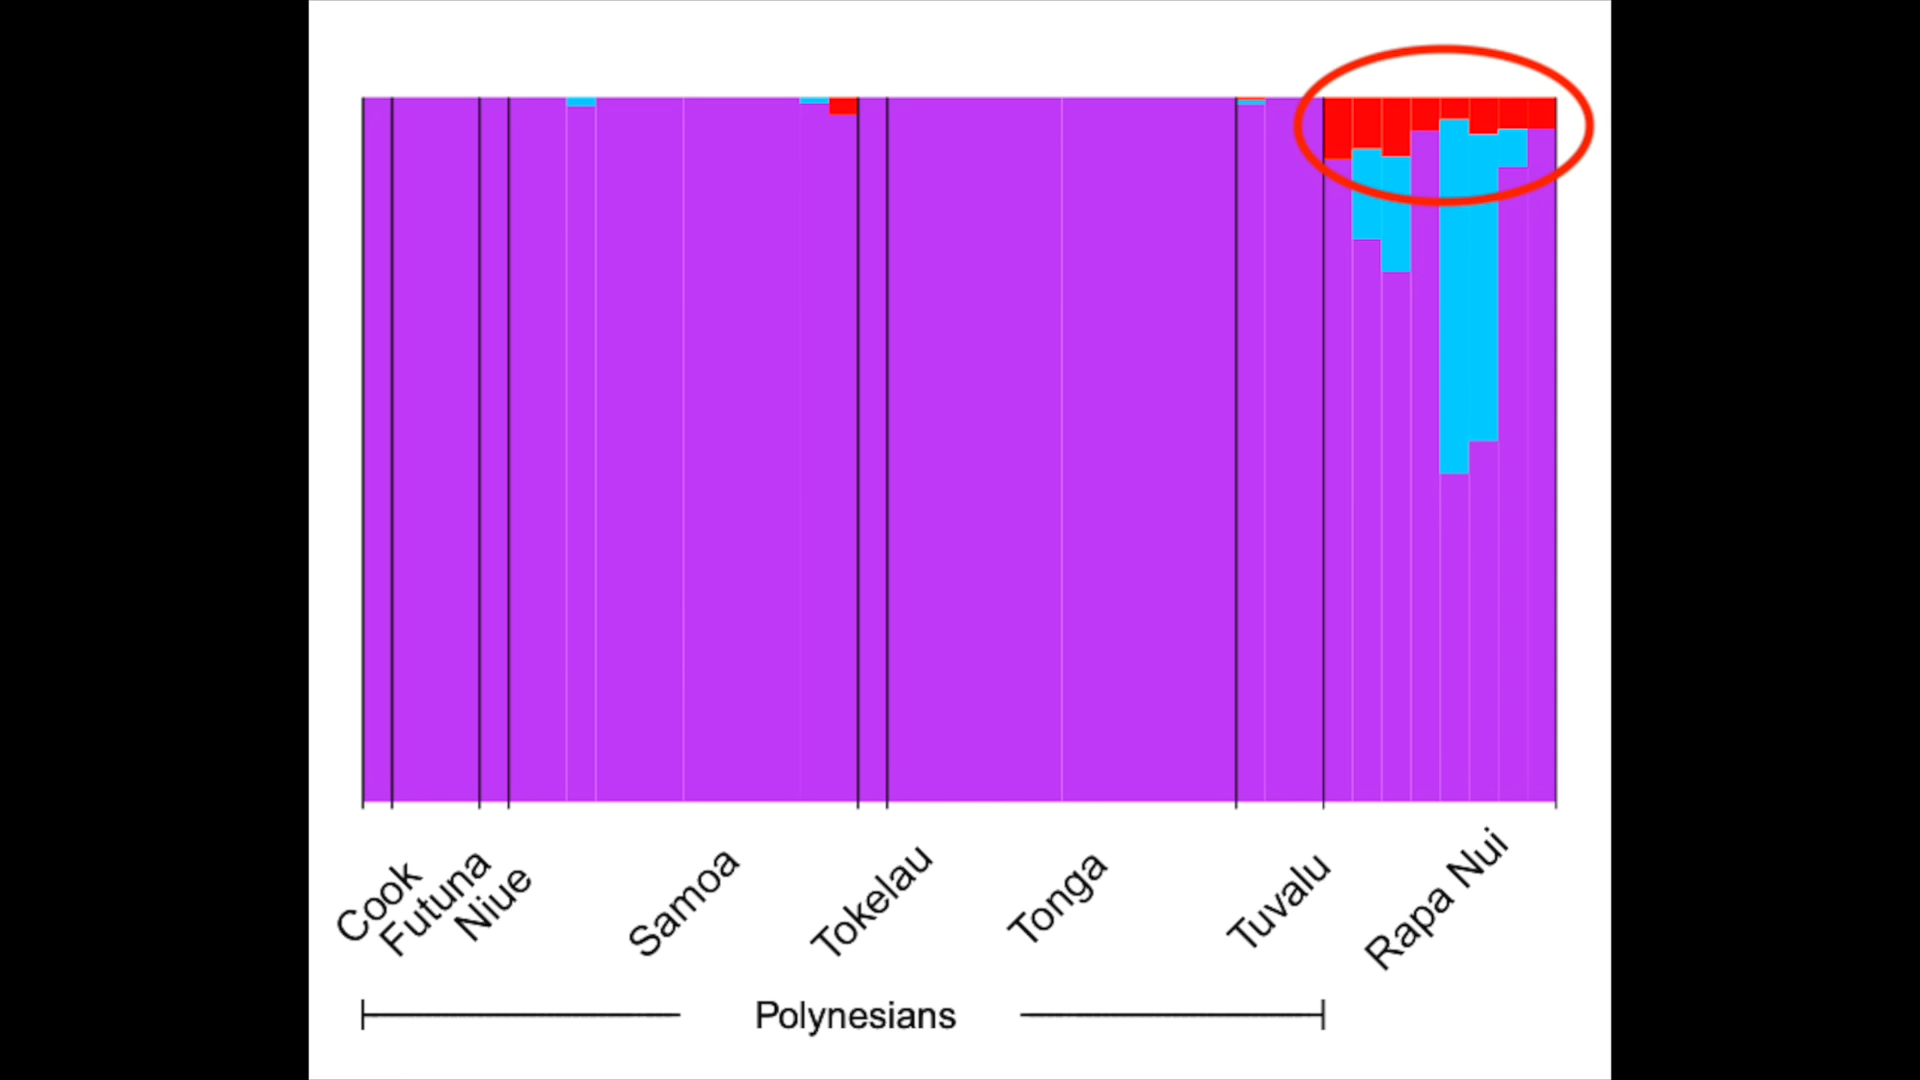 Cook
Futuna
Niue
Samoa
Tokelau
Tonga
Tuvalu
Rapa Nui
Polynesians